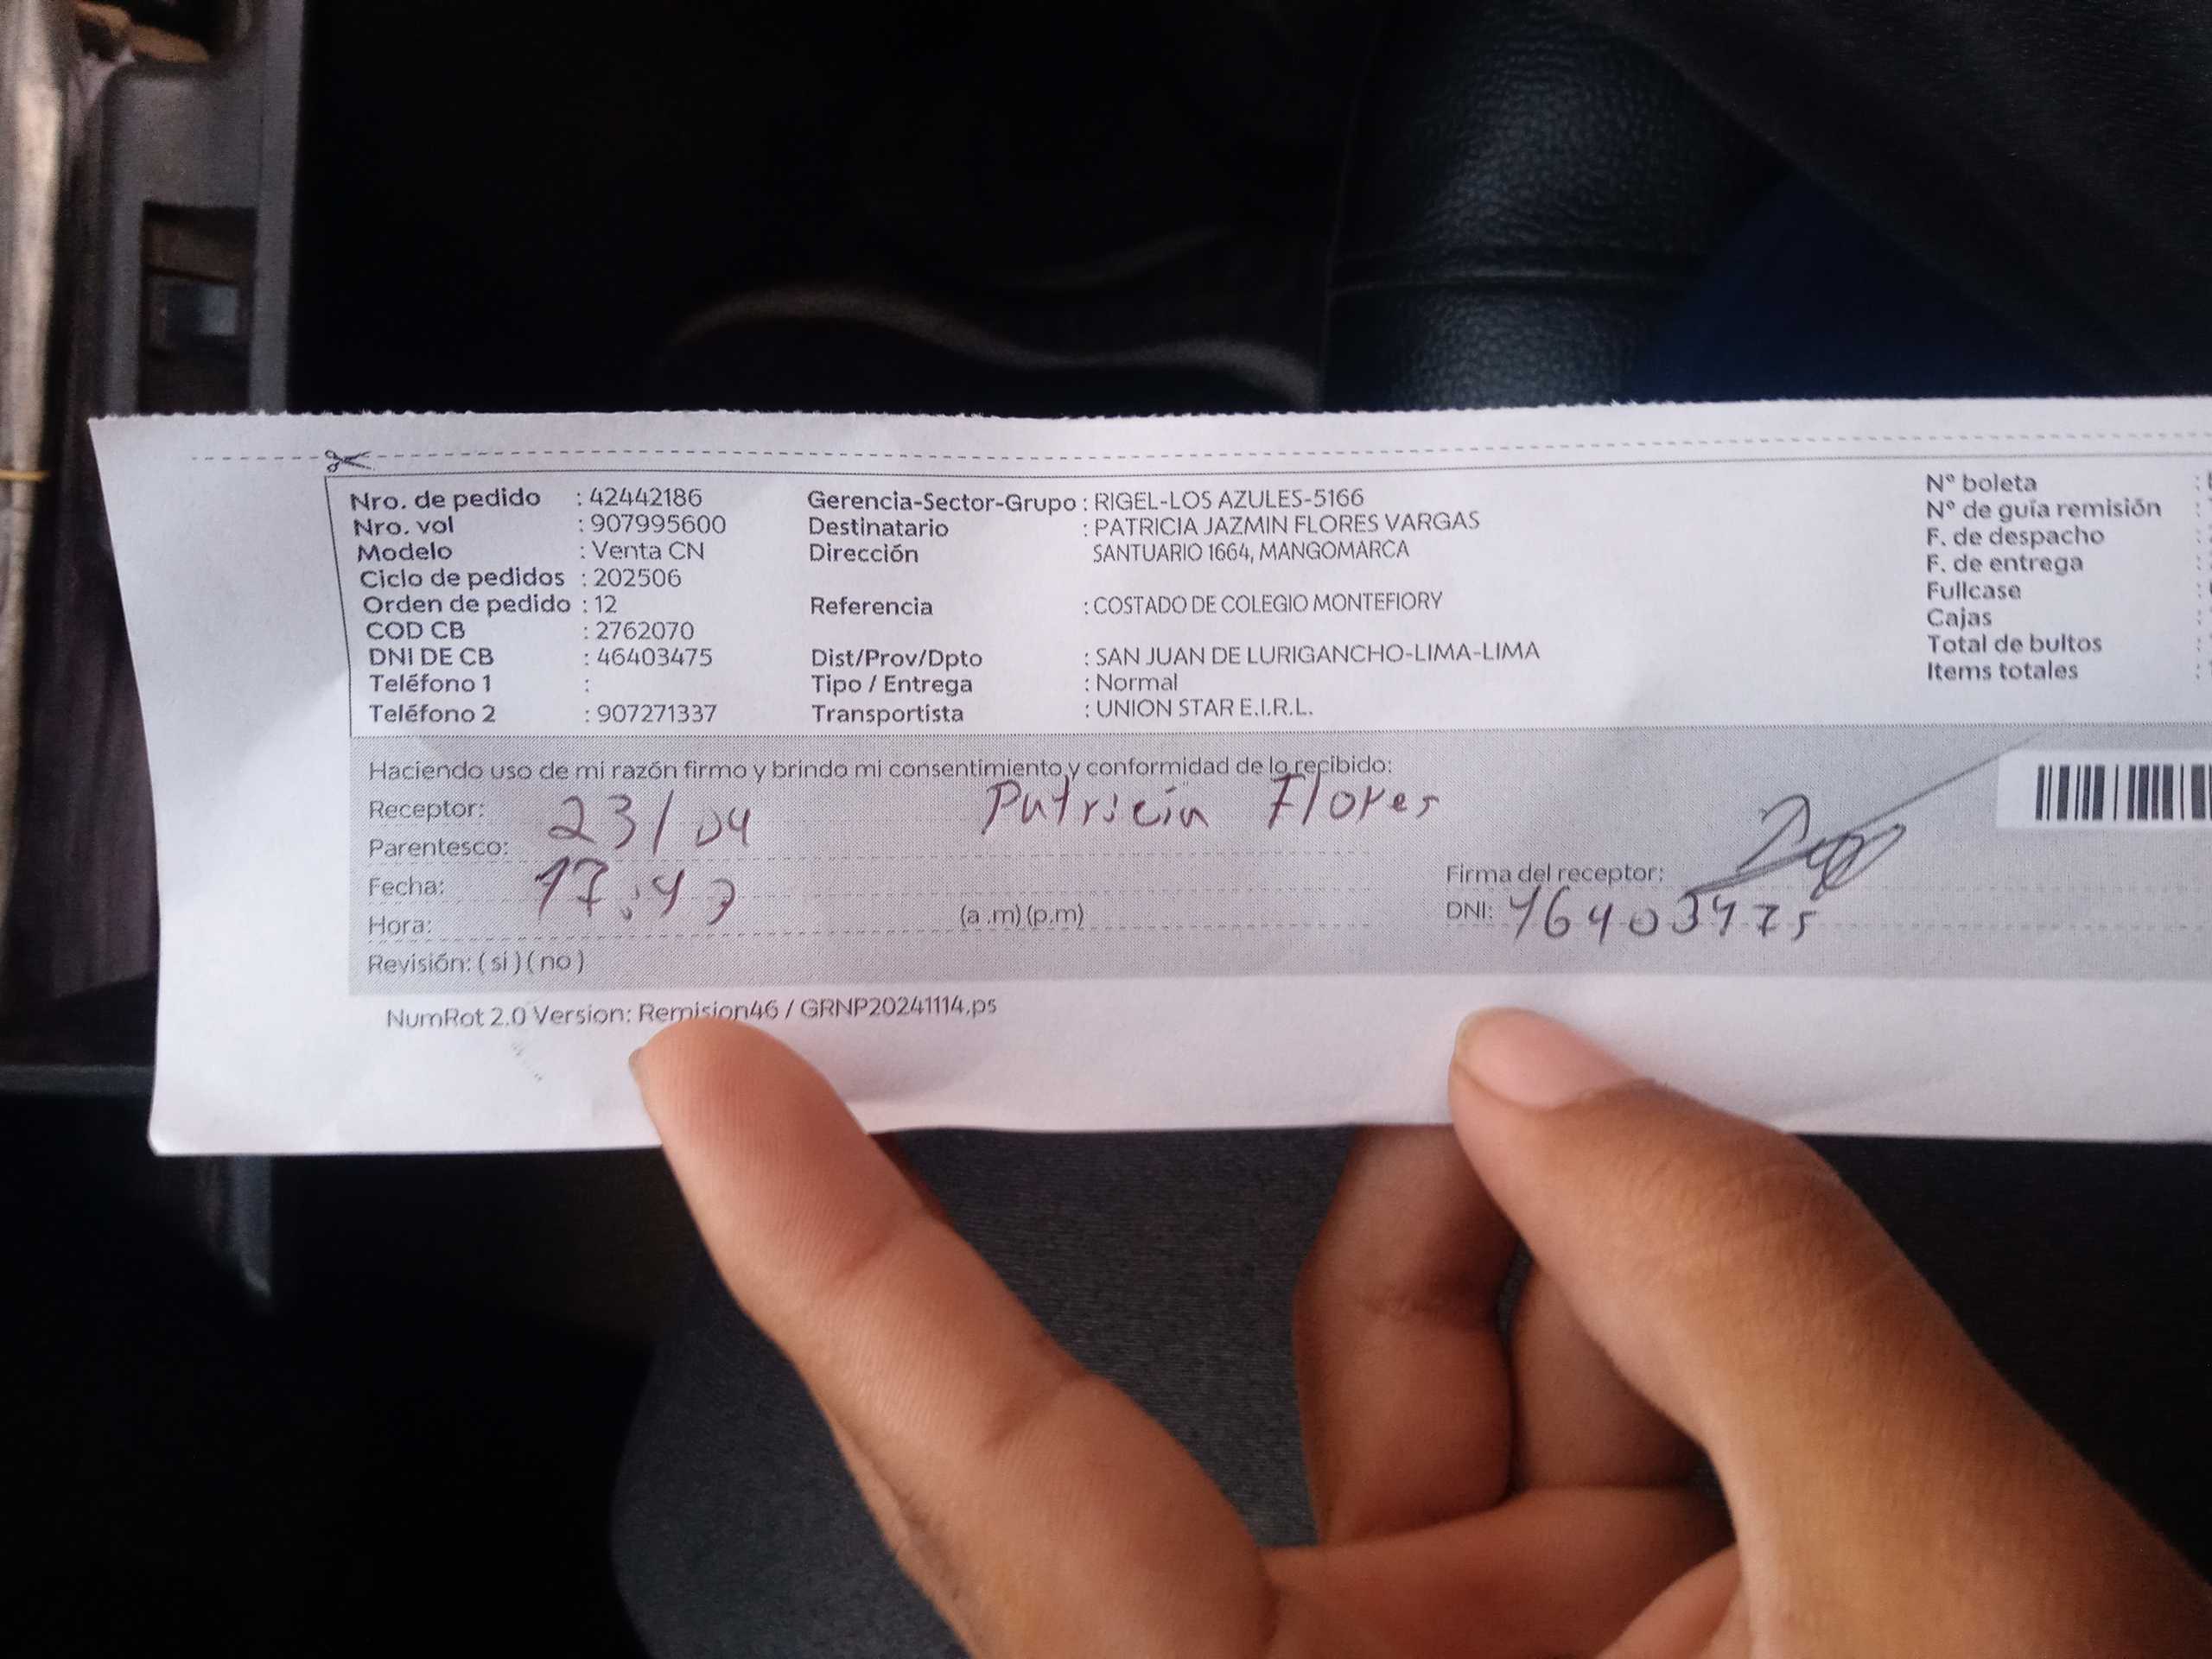 Nro. de pedido : 42442186 Gerencia-Sector-Grupo : RIGEL-LOS AZULES-5166 N° boleta :
Nro. vol : 907995600 Destinatario : PATRICIA JAZMIN FLORES VARGAS N° de guía remisión :
Modelo : Venta CN Dirección SANTUARIO 1664, MANGOMARCA F. de despacho :
Ciclo de pedidos : 202506 F. de entrega :
Orden de pedido : 12 Referencia : COSTADO DE COLEGIO MONTEFIORY Fullcase :
COD CB : 2762070 Cajas :
DNI DE CB : 46403475 Dist/Prov/Dpto : SAN JUAN DE LURIGANCHO-LIMA-LIMA Total de bultos :
Teléfono 1 : Tipo / Entrega : Normal Items totales :
Teléfono 2 : 907271337 Transportista : UNION STAR E.I.R.L.
Haciendo uso de mi razón firmo y brindo mi consentimiento y conformidad de lo recibido:
Receptor: 23/04 Patricia Flores
Parentesco:
Fecha: 17:47 Firma del receptor:
Hora: (a .m) (p.m) DNI: 46403475
Revisión: ( si ) ( no )
NumRot 2.0 Version: Remision46 / GRNP20241114.ps